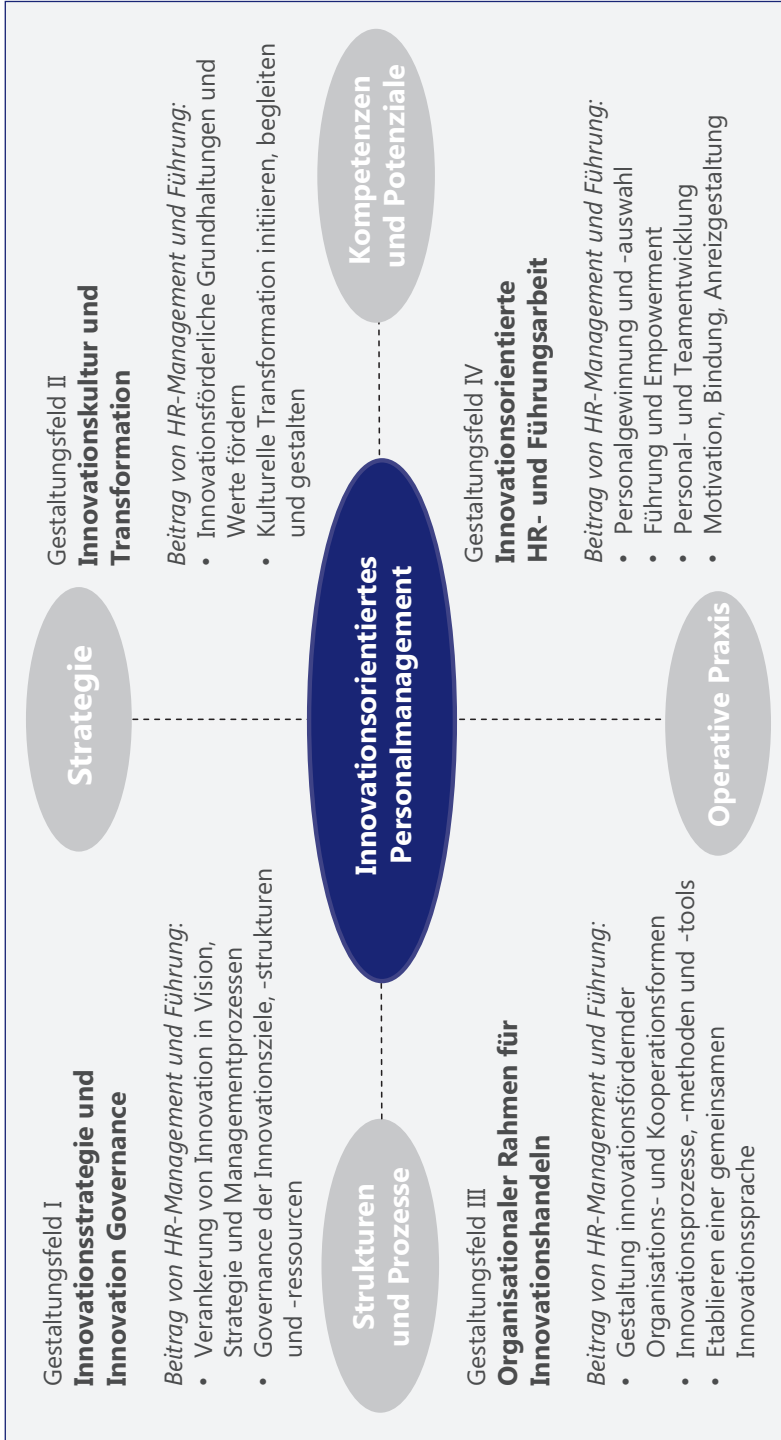 Gestaltungsfeld I
Innovationsstrategie und
Innovation Governance
Beitrag von HR-Management und Führung:
• Verankerung von Innovation in Vision,
Strategie und Managementprozessen
• Governance der Innovationsziele, -strukturen
und -ressourcen
Strategie
Gestaltungsfeld II
Innovationskultur und
Transformation
Beitrag von HR-Management und Führung:
• Innovationsförderliche Grundhaltungen und
Werte fördern
• Kulturelle Transformation initiieren, begleiten
und gestalten
Strukturen
und Prozesse
Innovationsorientiertes
Personalmanagement
Kompetenzen
und Potenziale
Gestaltungsfeld III
Organisationaler Rahmen für
Innovationshandeln
Beitrag von HR-Management und Führung:
• Gestaltung innovationsfördernder
Organisations- und Kooperationsformen
• Innovationsprozesse, -methoden und -tools
• Etablieren einer gemeinsamen
Innovationssprache
Operative Praxis
Gestaltungsfeld IV
Innovationsorientierte
HR- und Führungsarbeit
Beitrag von HR-Management und Führung:
• Personalgewinnung und -auswahl
• Führung und Empowerment
• Personal- und Teamentwicklung
• Motivation, Bindung, Anreizgestaltung